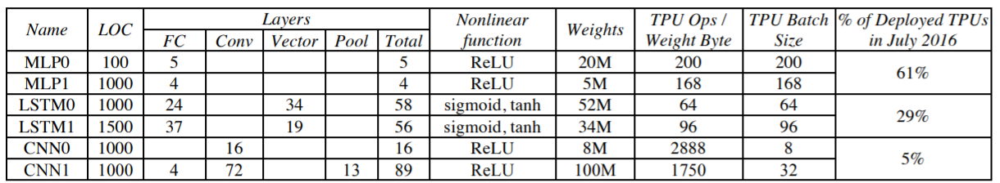 Name LOC Layers Nonlinear function Weights TPU Ops / Weight Byte TPU Batch Size % of Deployed TPUs in July 2016
FC Conv Vector Pool Total
MLP0 100 5 5 ReLU 20M 200 200 61%
MLP1 1000 4 4 ReLU 5M 168 168
LSTM0 1000 24 34 58 sigmoid, tanh 52M 64 64 29%
LSTM1 1500 37 19 56 sigmoid, tanh 34M 96 96
CNN0 1000 16 16 ReLU 8M 2888 8 5%
CNN1 1000 4 72 13 89 ReLU 100M 1750 32